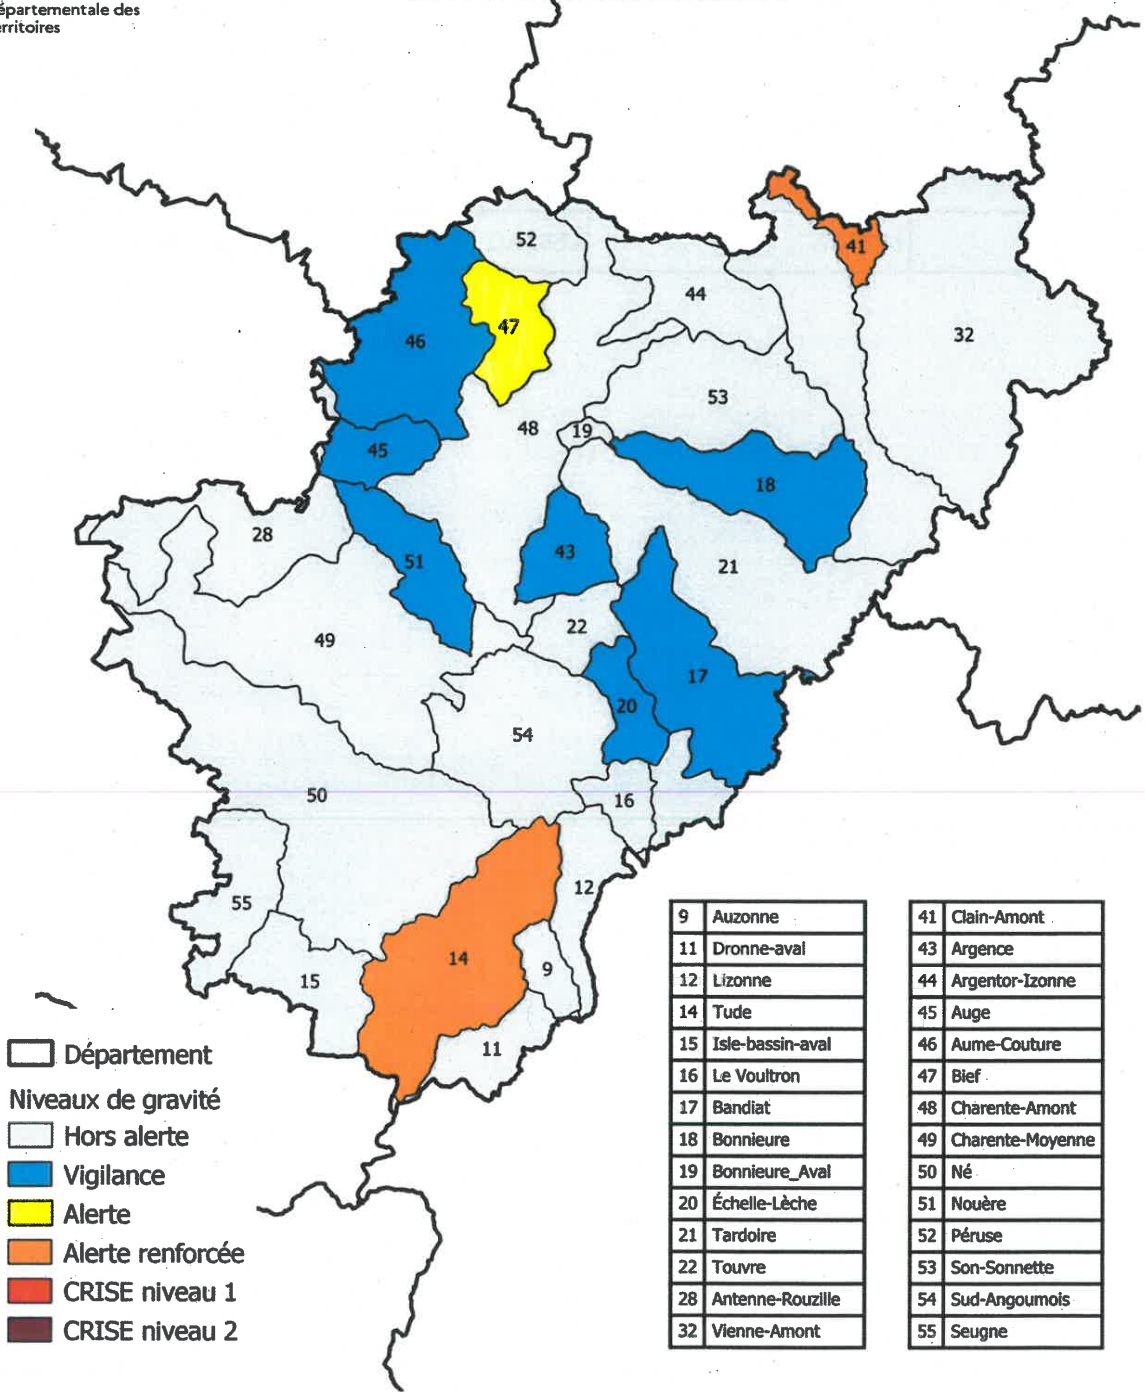 épartementale des
erritoires
52
41
44
47
32
46
53
48
19
45
18
28
43
51
21
22
49
17
20
54
50
16
12
55
14
9
15
11
Département
Niveaux de gravité
Hors alerte
Vigilance
Alerte
Alerte renforcée
CRISE niveau 1
CRISE niveau 2
9 Auzonne
11 Dronne-aval
12 Lizonne
14 Tude
15 Isle-bassin-aval
16 Le Voultron
17 Bandiat
18 Bonnieure
19 Bonnieure_Aval
20 Échelle-Lèche
21 Tardoire
22 Touvre
28 Antenne-Rouzille
32 Vienne-Amont
41 Clain-Amont
43 Argence
44 Argentor-Izonne
45 Auge
46 Aume-Couture
47 Bief
48 Charente-Amont
49 Charente-Moyenne
50 Né
51 Nouère
52 Péruse
53 Son-Sonnette
54 Sud-Angoumois
55 Seugne